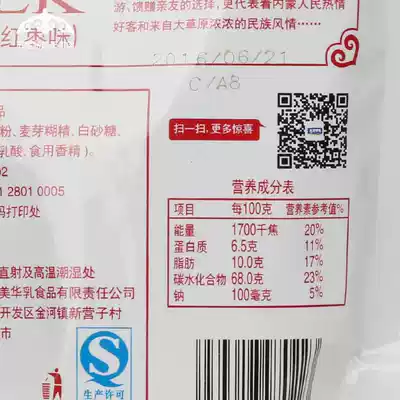 游、馈赠亲友的选择，更代表着内蒙人民热情
好客和来自大草原浓浓的民族风情……
红枣味
2016/06/21
C/A8
扫一扫，更多惊喜
品
粉、麦芽糊精、白砂糖、
乳酸、食用香精）。
02
1 2801 0005
码打印处
营养成分表
项目 每100克 营养素参考值%
能量 1700千焦 20%
蛋白质 6.5克 11%
脂肪 10.0克 17%
碳水化合物 68.0克 23%
钠 100毫克 5%
直射及高温潮湿处
美华乳食品有限责任公司
开发区金河镇新营子村
市
QS
生产许可